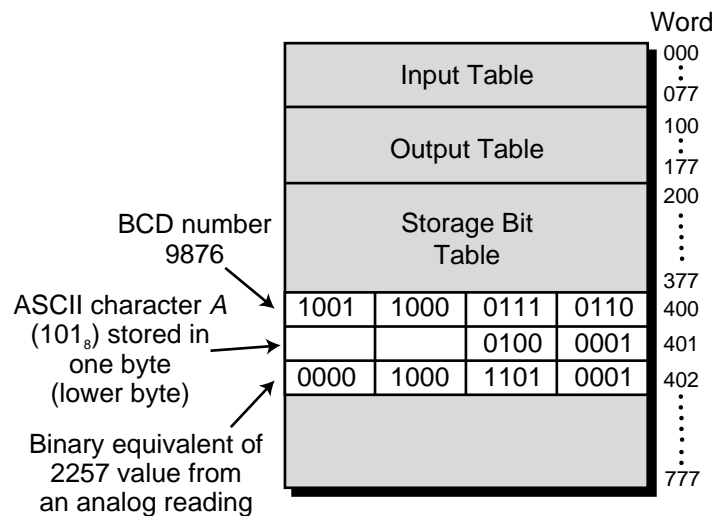 Word
Input Table
000
077
Output Table
100
177
Storage Bit
Table
200
377
BCD number
9876
1001 1000 0111 0110 400
ASCII character A
(101₈) stored in
one byte
(lower byte)
0100 0001 401
0000 1000 1101 0001 402
Binary equivalent of
2257 value from
an analog reading
777